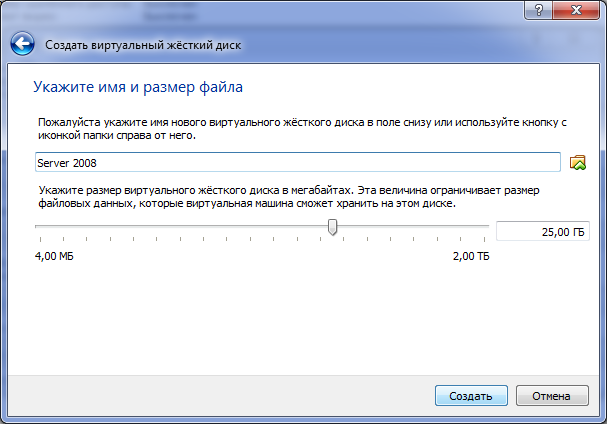 Создать виртуальный жёсткий диск
Укажите имя и размер файла
Пожалуйста укажите имя нового виртуального жёсткого диска в поле снизу или используйте кнопку с
иконкой папки справа от него.
Server 2008
Укажите размер виртуального жёсткого диска в мегабайтах. Эта величина ограничивает размер
файловых данных, которые виртуальная машина сможет хранить на этом диске.
25,00 ГБ
4,00 МБ 2,00 ТБ
Создать Отмена